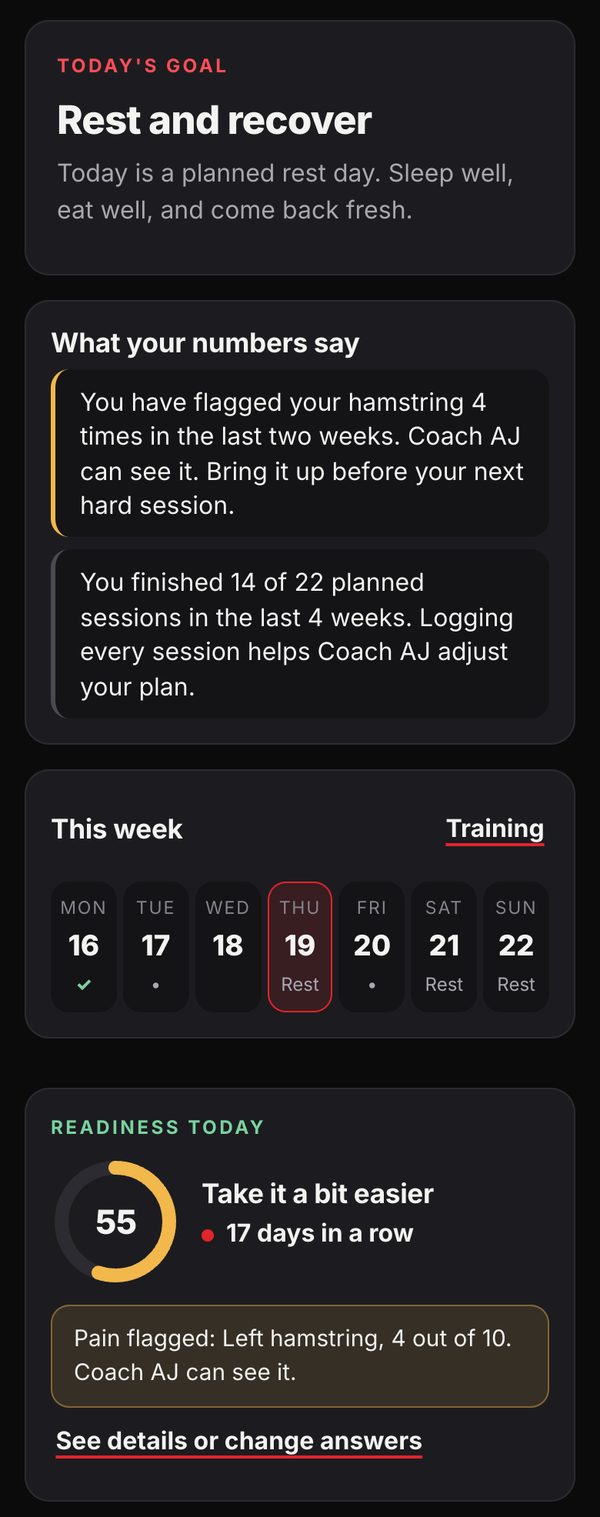 TODAY'S GOAL
Rest and recover
Today is a planned rest day. Sleep well,
eat well, and come back fresh.
What your numbers say
You have flagged your hamstring 4
times in the last two weeks. Coach AJ
can see it. Bring it up before your next
hard session.
You finished 14 of 22 planned
sessions in the last 4 weeks. Logging
every session helps Coach AJ adjust
your plan.
This week
Training
MON TUE WED THU FRI SAT SUN
16 17 18 19 20 21 22
✓ • Rest • Rest Rest
READINESS TODAY
55
Take it a bit easier
17 days in a row
Pain flagged: Left hamstring, 4 out of 10.
Coach AJ can see it.
See details or change answers